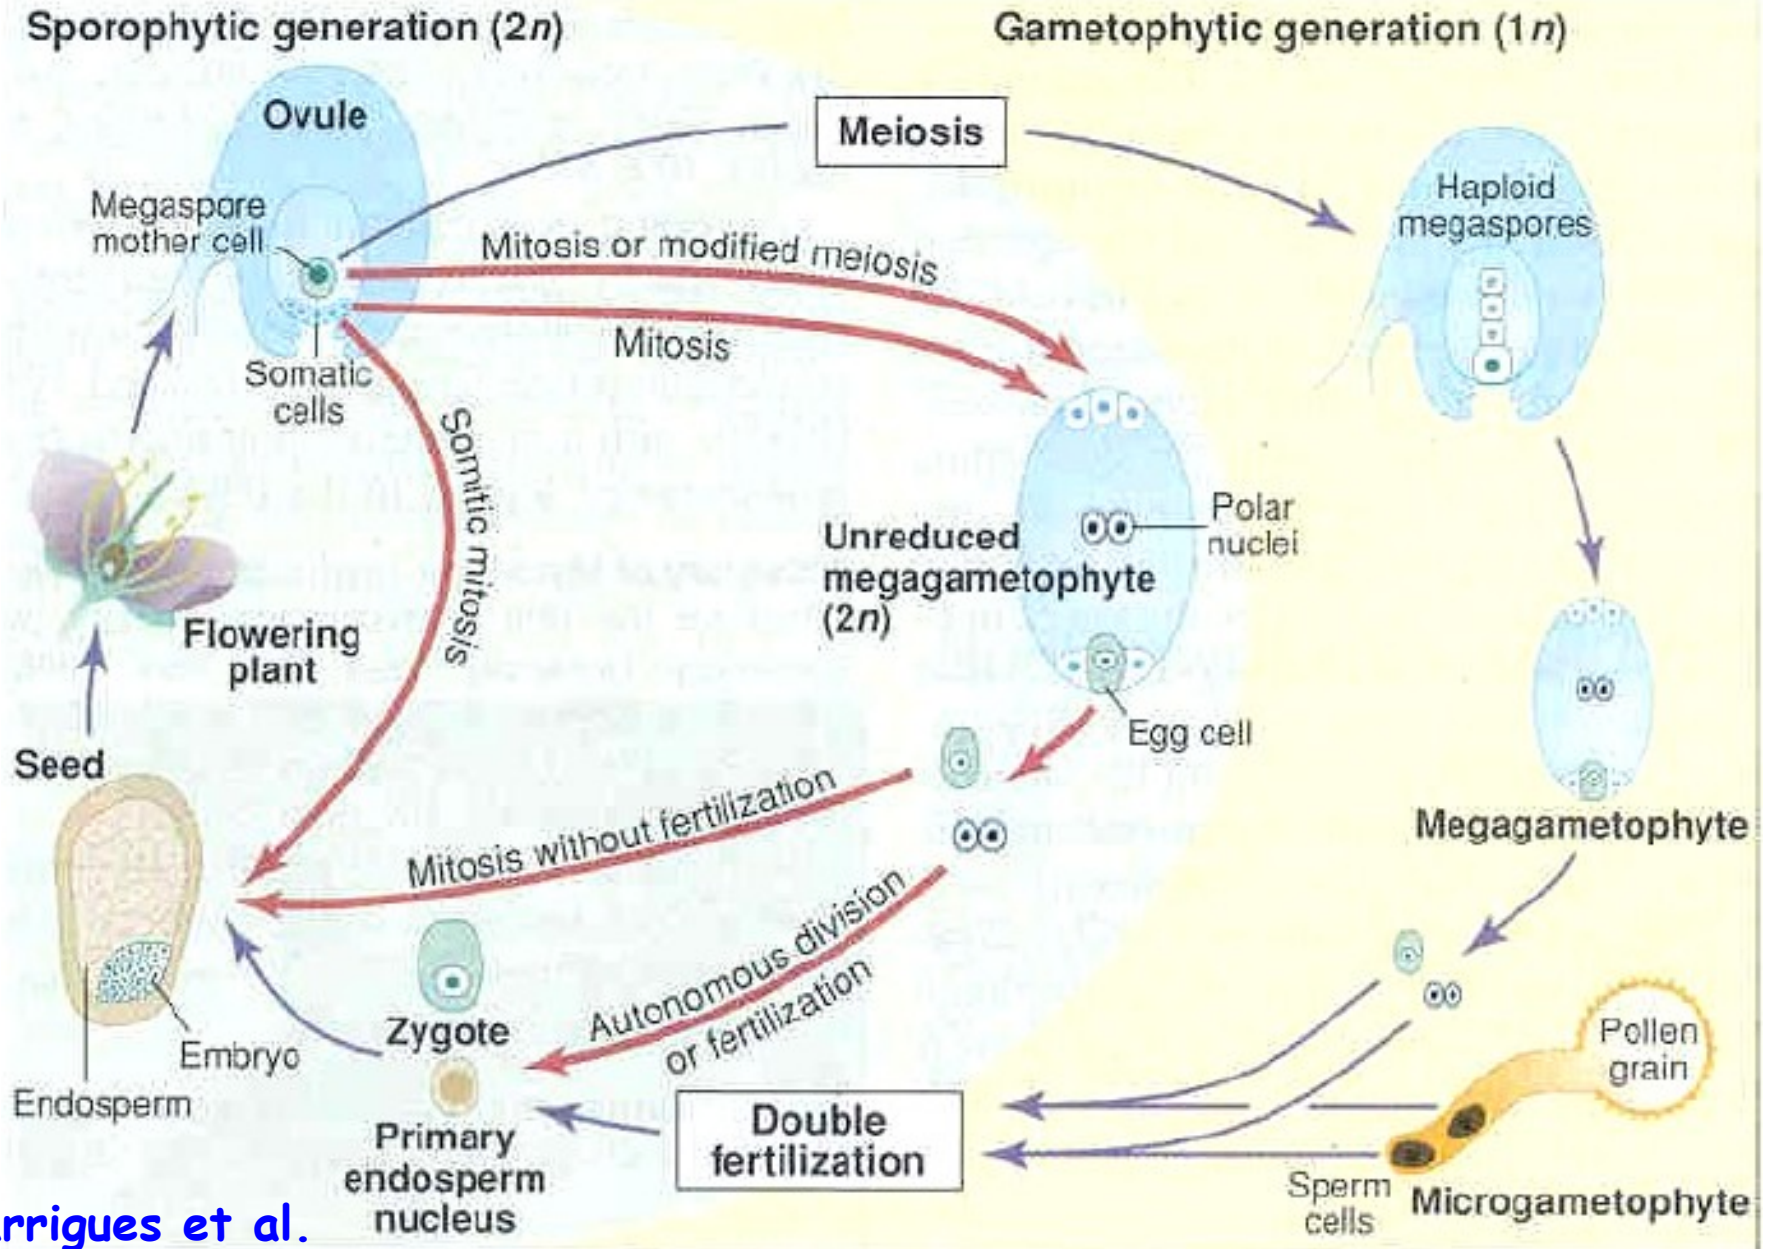 Sporophytic generation (2n)
Gametophytic generation (1n)
Ovule
Meiosis
Megaspore
mother cell
Haploid
megaspores
Mitosis or modified meiosis
Mitosis
Somatic
cells
Somitic mitosis
Polar
nuclei
Unreduced
megagametophyte
(2n)
Flowering
plant
Egg cell
Seed
Mitosis without fertilization
Megagametophyte
Autonomous division
or fertilization
Zygote
Embryo
Endosperm
Pollen
grain
Double
fertilization
Primary
endosperm
nucleus
Sperm
cells
Microgametophyte
rrigues et al.